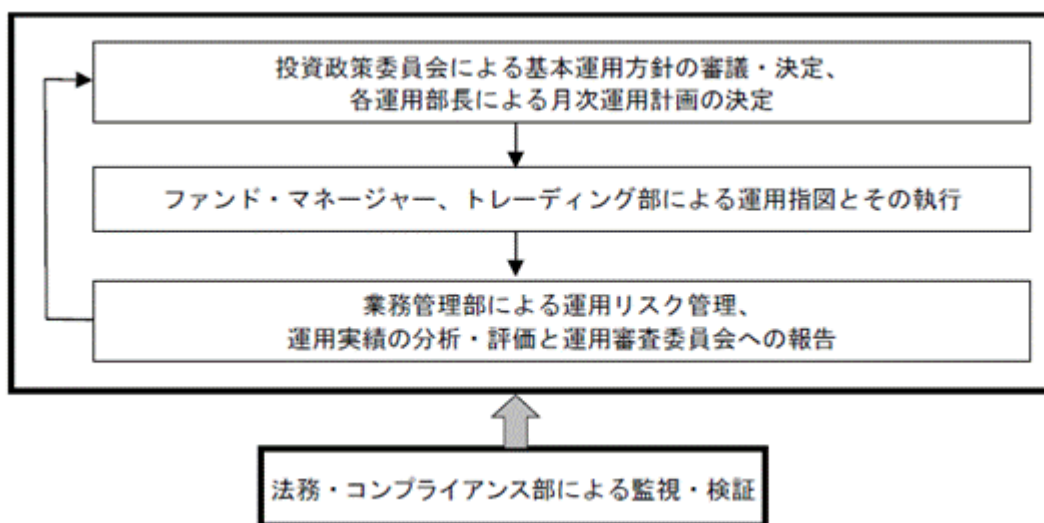 投資政策委員会による基本運用方針の審議・決定、
各運用部長による月次運用計画の決定
ファンド・マネージャー、トレーディング部による運用指図とその執行
業務管理部による運用リスク管理、
運用実績の分析・評価と運用審査委員会への報告
法務・コンプライアンス部による監視・検証